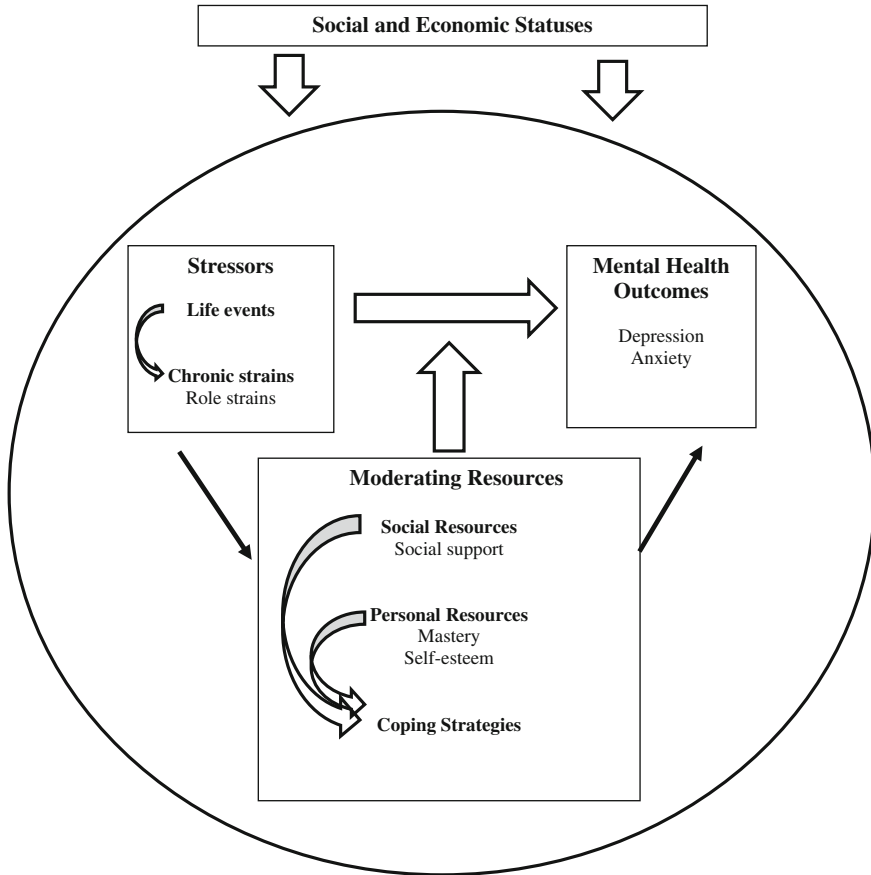 Social and Economic Statuses
Stressors
Life events
Chronic strains
Role strains
Mental Health
Outcomes
Depression
Anxiety
Moderating Resources
Social Resources
Social support
Personal Resources
Mastery
Self-esteem
Coping Strategies